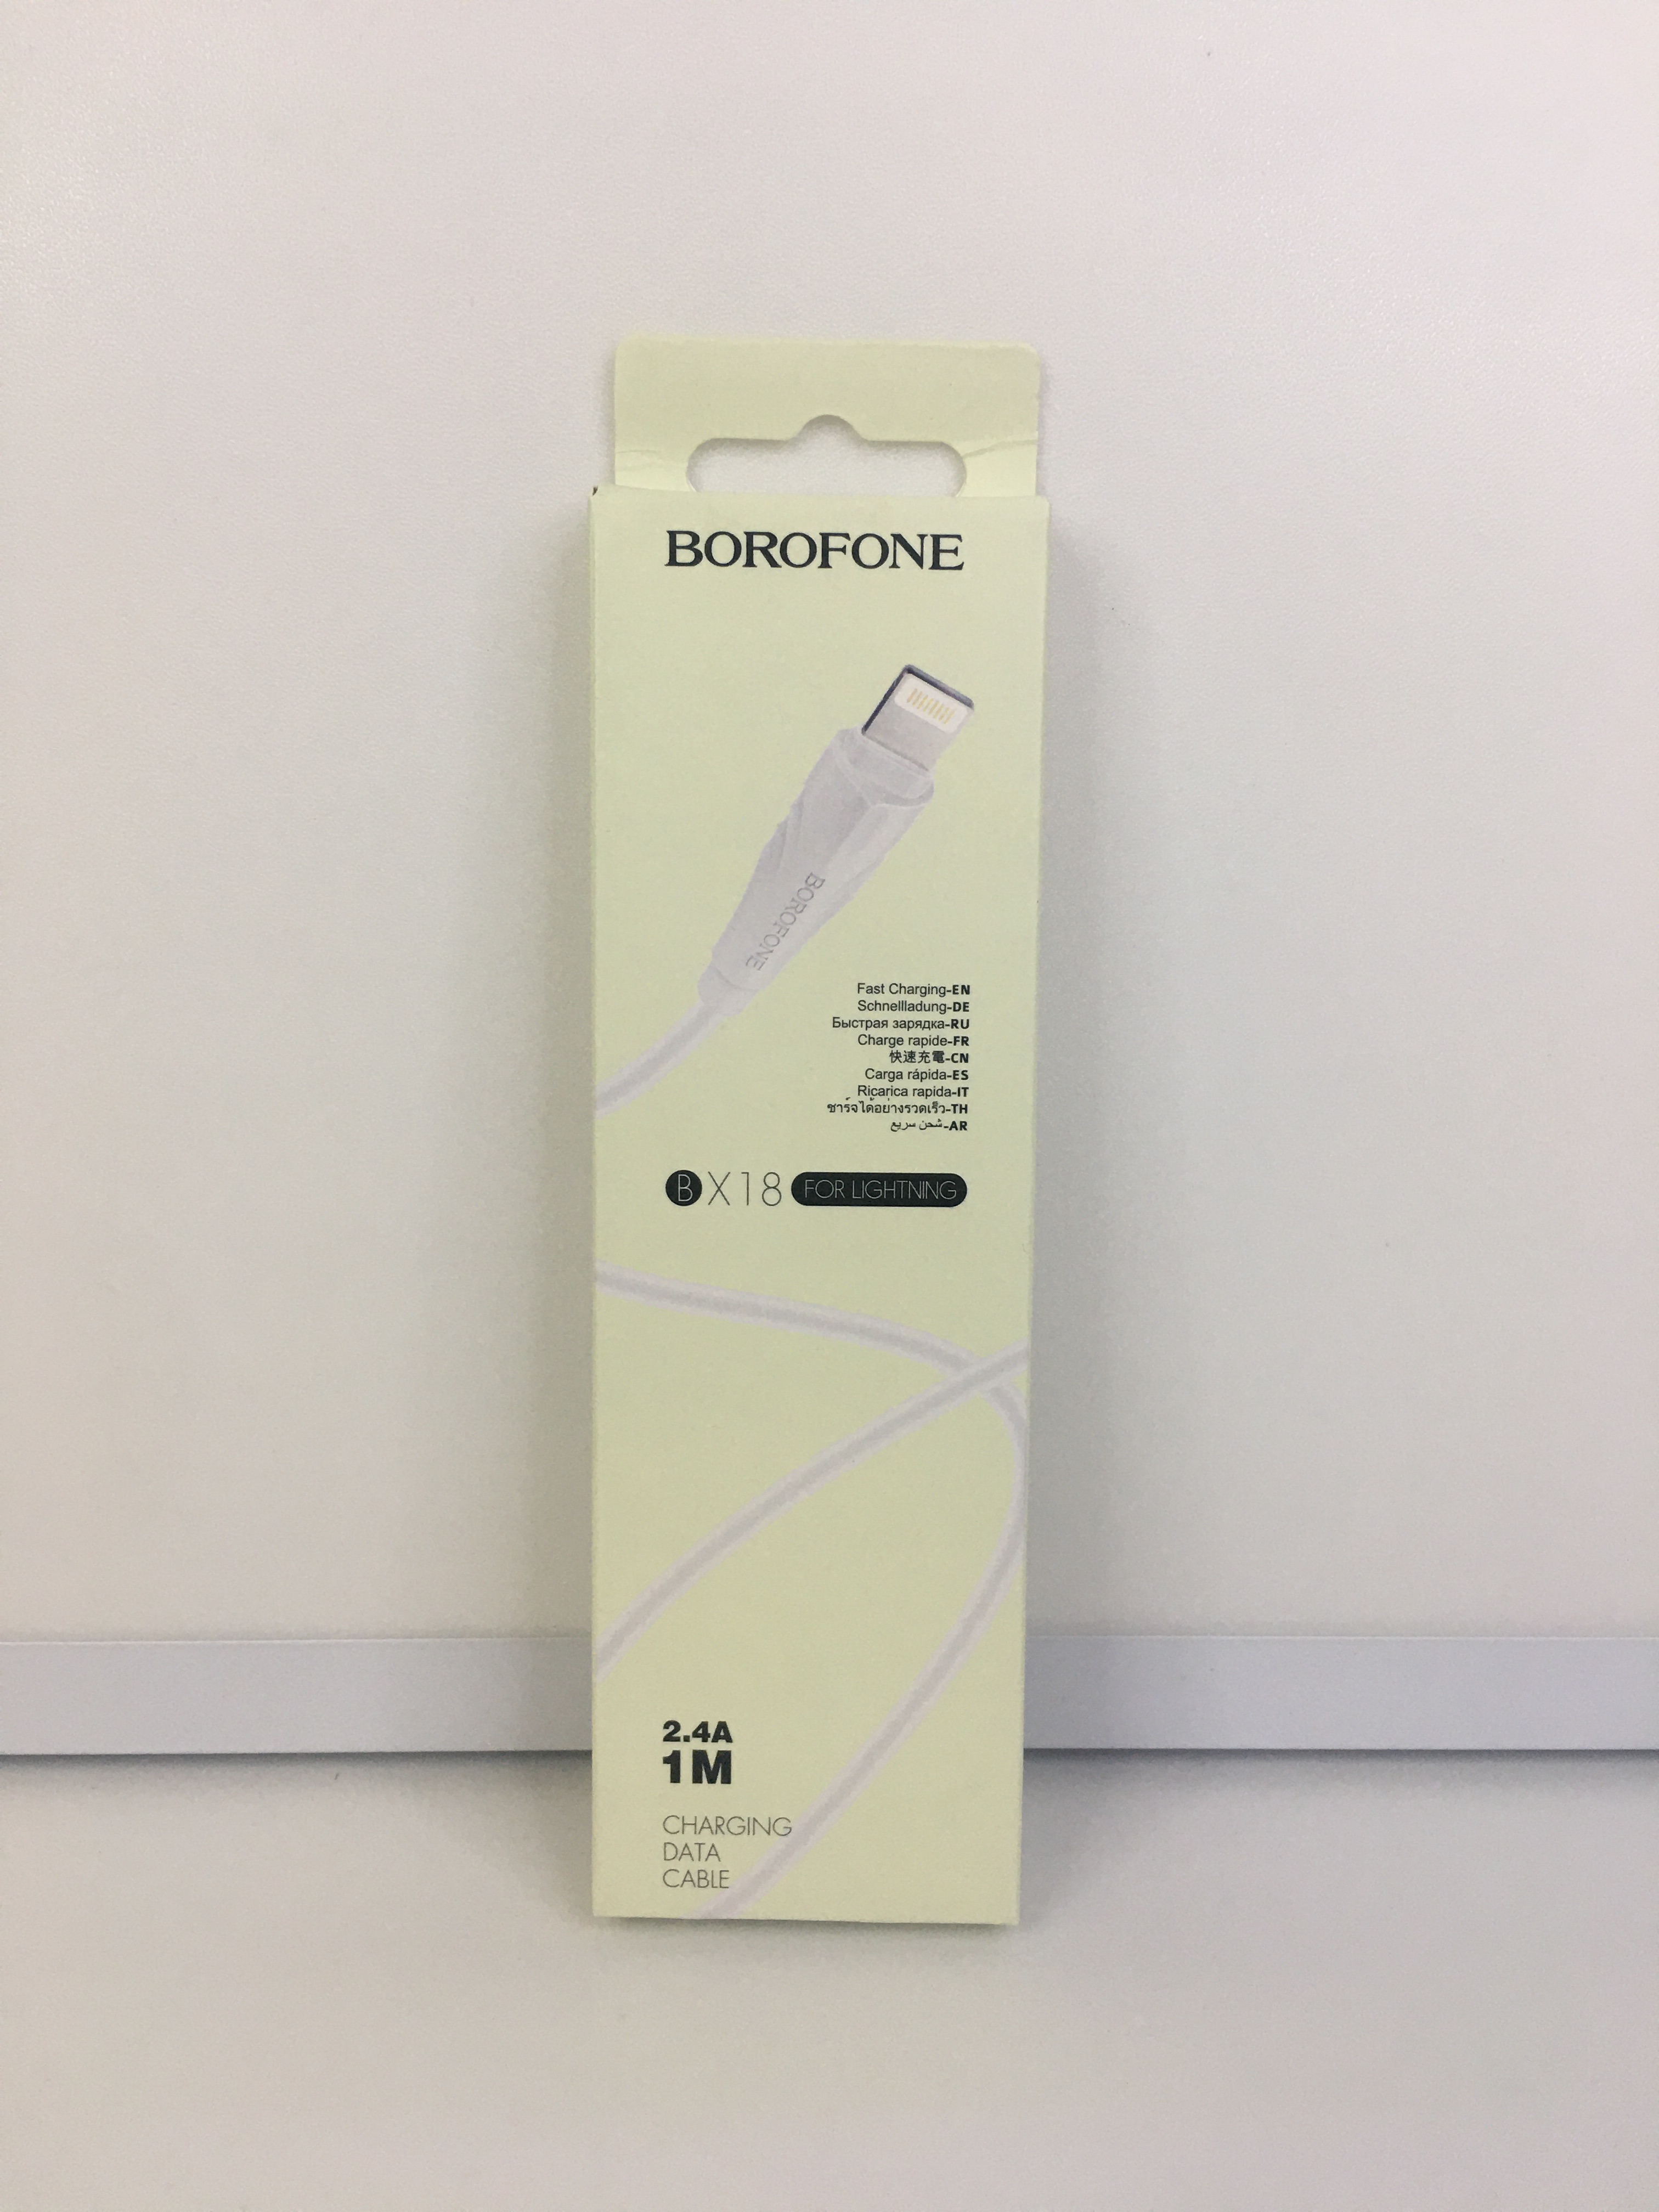 BOROFONE
BOROFONE
Fast Charging-EN
Schnellladung-DE
Быстрая зарядка-RU
Charge rapide-FR
快速充電-CN
Carga rápida-ES
Ricarica rapida-IT
ชาร์จได้อย่างรวดเร็ว-TH
شحن سريع-AR
BX18 FOR LIGHTNING
2.4A
1M
CHARGING
DATA
CABLE